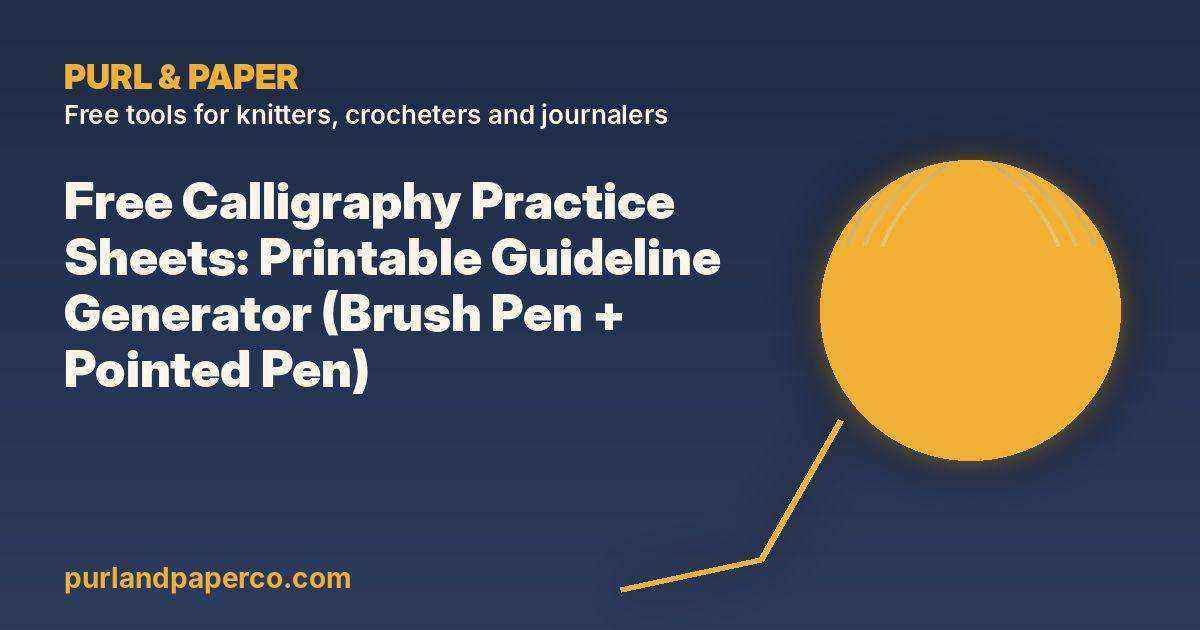 PURL & PAPER
Free tools for knitters, crocheters and journalers
Free Calligraphy Practice
Sheets: Printable Guideline
Generator (Brush Pen +
Pointed Pen)
purlandpaperco.com